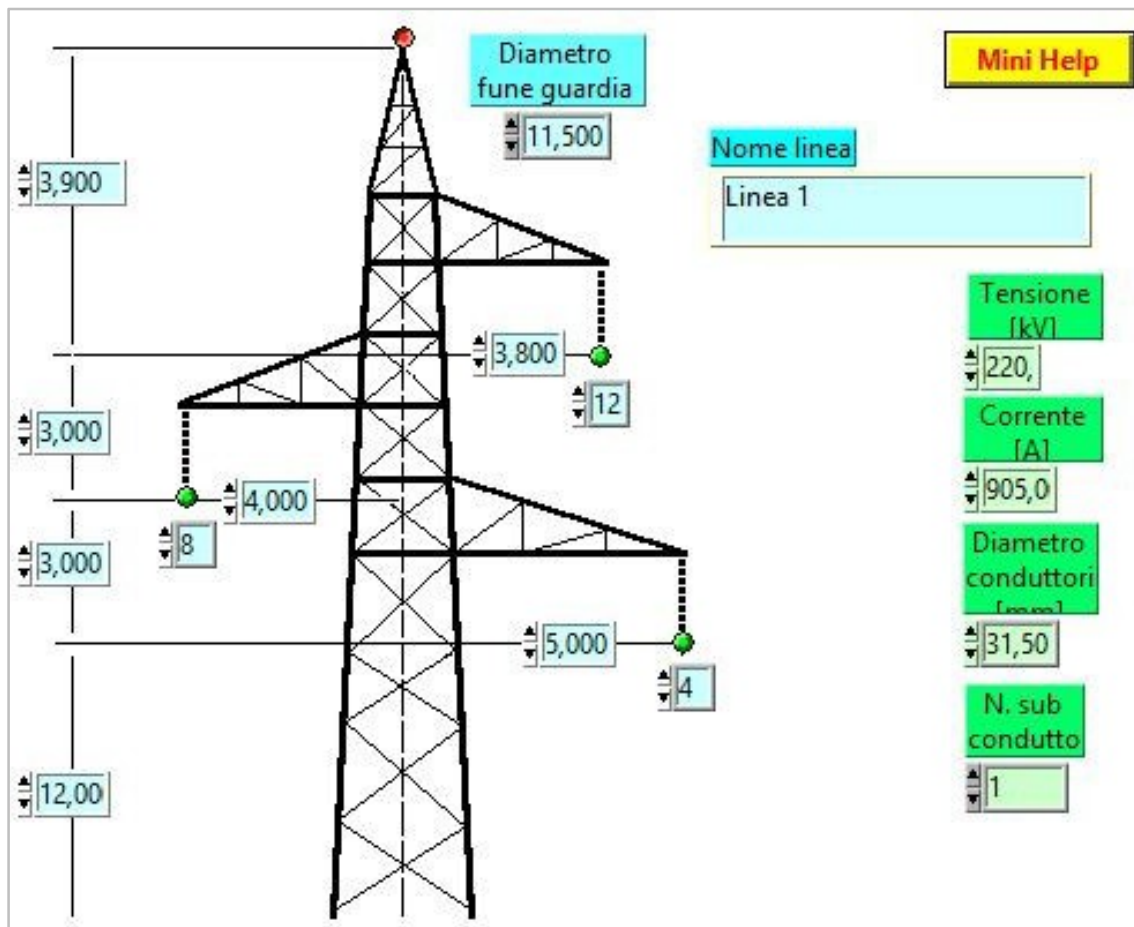 Diametro
fune guardia
11,500
Mini Help
Nome linea
Linea 1
3,900
Tensione
[kV]
220,
3,800
12
Corrente
[A]
905,0
3,000
4,000
8
Diametro
conduttori
[mm]
31,50
3,000
5,000
4
N. sub
condutto
1
12,00